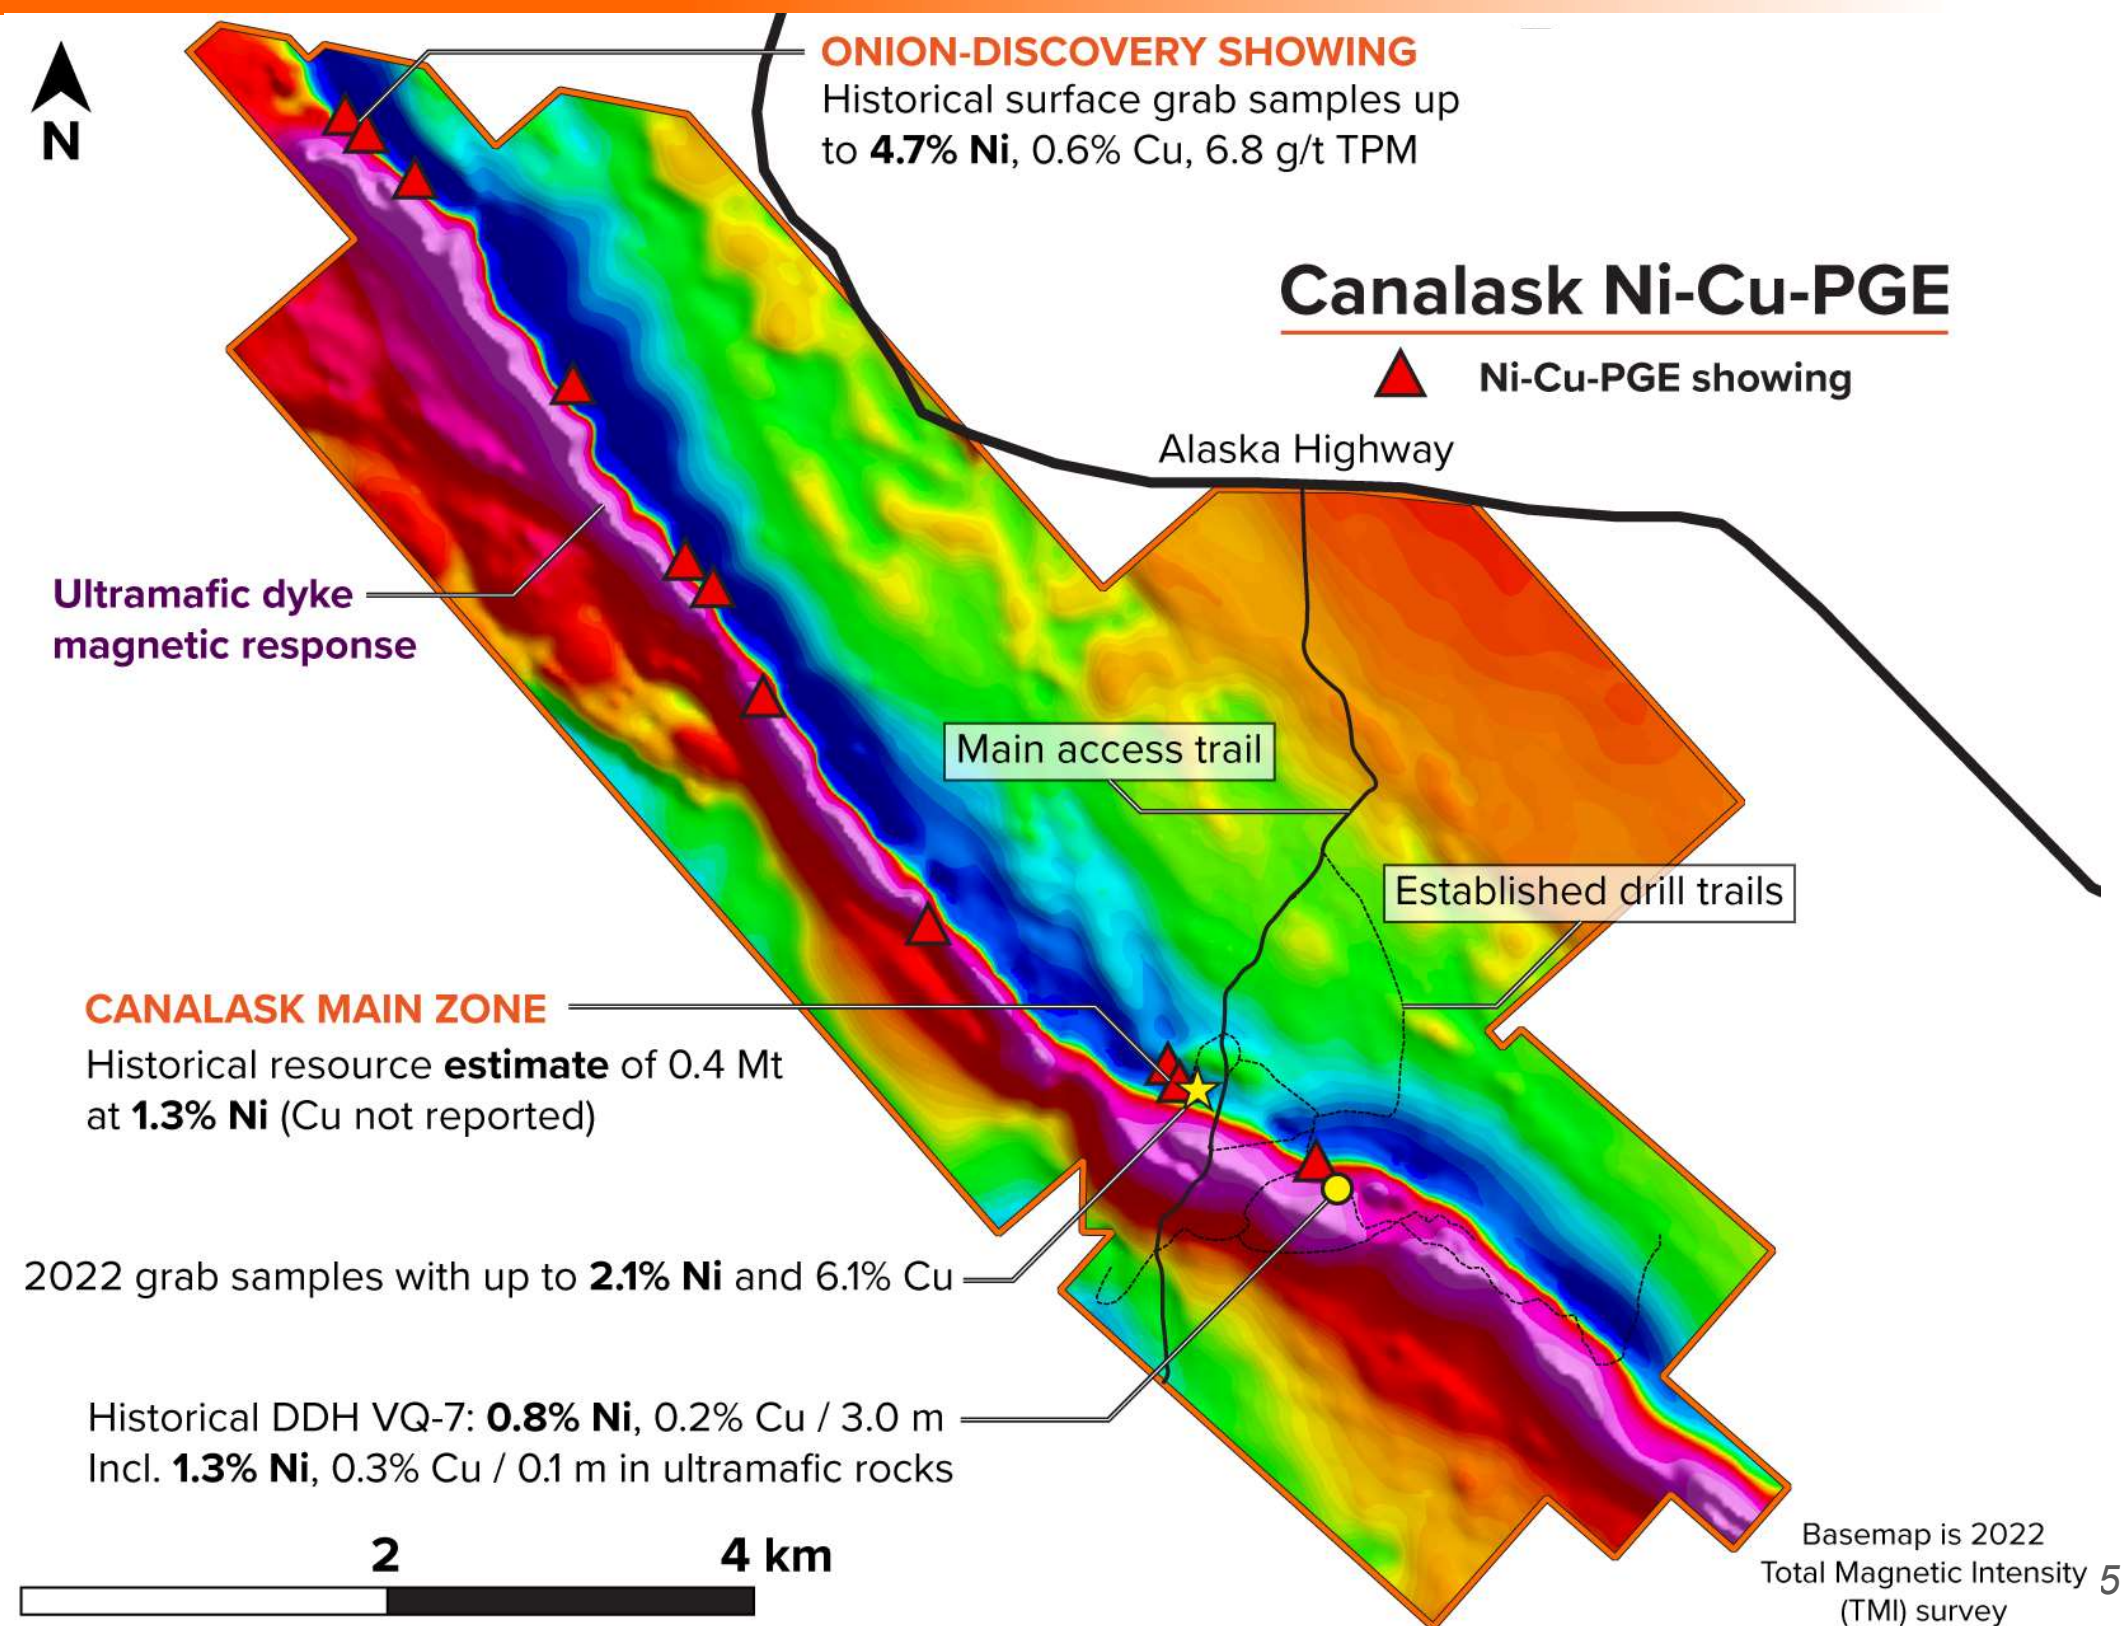 N
ONION-DISCOVERY SHOWING
Historical surface grab samples up
to 4.7% Ni, 0.6% Cu, 6.8 g/t TPM
Canalask Ni-Cu-PGE
Ni-Cu-PGE showing
Alaska Highway
Ultramafic dyke
magnetic response
Main access trail
Established drill trails
CANALASK MAIN ZONE
Historical resource estimate of 0.4 Mt
at 1.3% Ni (Cu not reported)
2022 grab samples with up to 2.1% Ni and 6.1% Cu
Historical DDH VQ-7: 0.8% Ni, 0.2% Cu / 3.0 m
Incl. 1.3% Ni, 0.3% Cu / 0.1 m in ultramafic rocks
2 4 km
Basemap is 2022
Total Magnetic Intensity
(TMI) survey
5